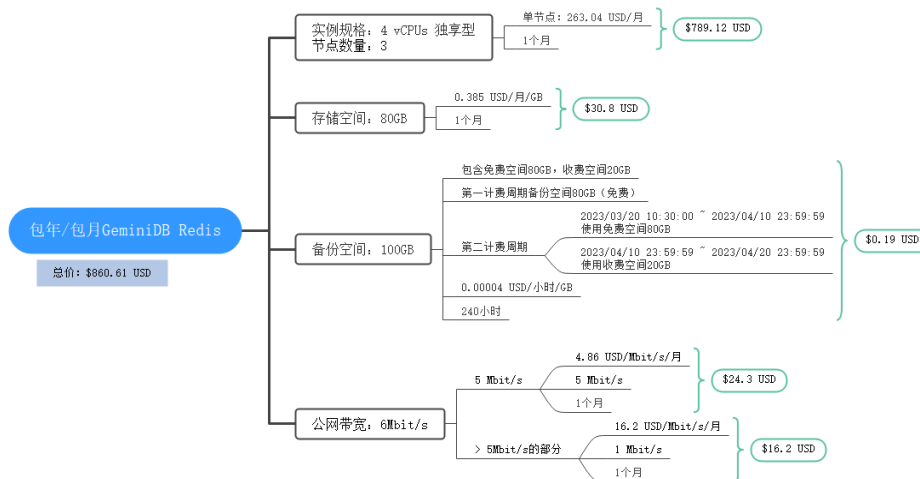 包年/包月GeminiDB Redis
总价：$860.61 USD
实例规格：4 vCPUs 独享型
节点数量：3
单节点：263.04 USD/月
1个月
$789.12 USD
存储空间：80GB
0.385 USD/月/GB
1个月
$30.8 USD
备份空间：100GB
包含免费空间80GB，收费空间20GB
第一计费周期备份空间80GB（免费）
第二计费周期
2023/03/20 10:30:00 ~ 2023/04/10 23:59:59
使用免费空间80GB
2023/04/10 23:59:59 ~ 2023/04/20 23:59:59
使用收费空间20GB
0.00004 USD/小时/GB
240小时
$0.19 USD
公网带宽：6Mbit/s
5 Mbit/s
4.86 USD/Mbit/s/月
5 Mbit/s
1个月
$24.3 USD
> 5Mbit/s的部分
16.2 USD/Mbit/s/月
1 Mbit/s
1个月
$16.2 USD